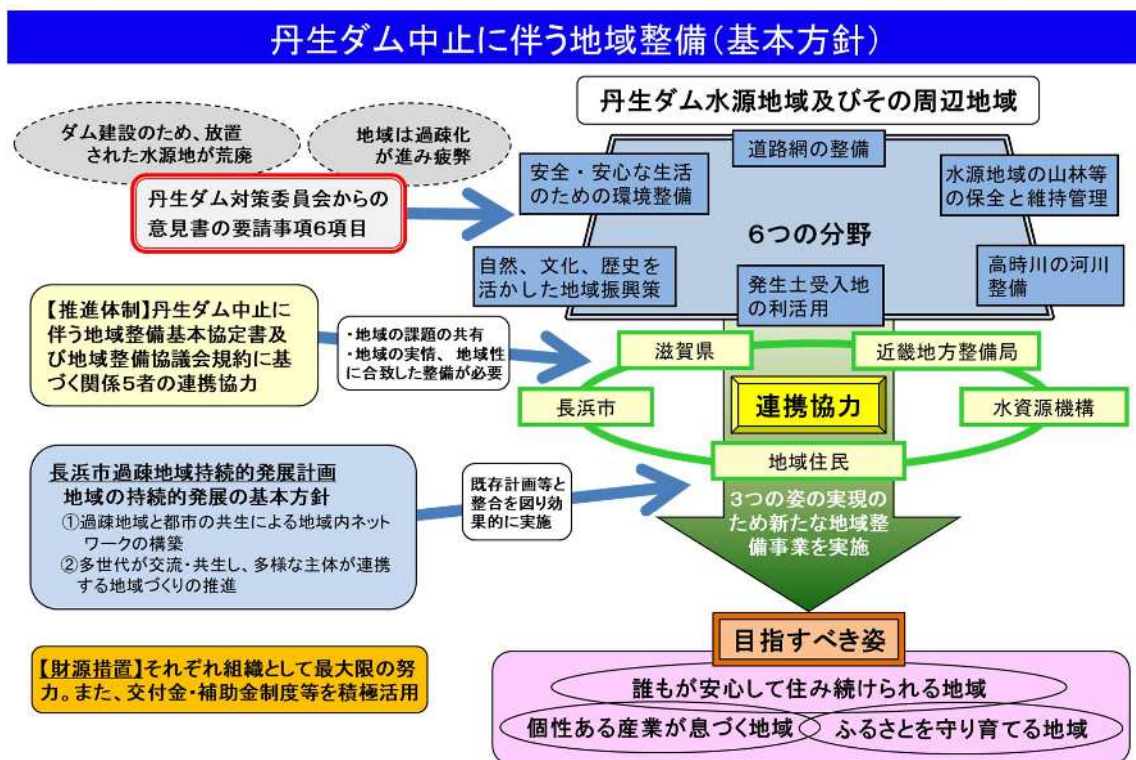 丹生ダム中止に伴う地域整備(基本方針)
ダム建設のため、放置
された水源地が荒廃
地域は過疎化
が進み疲弊
丹生ダム対策委員会からの
意見書の要請事項6項目
丹生ダム水源地域及びその周辺地域
道路網の整備
安全・安心な生活
のための環境整備
水源地域の山林等
の保全と維持管理
6つの分野
自然、文化、歴史を
活かした地域振興策
発生土受入地
の利活用
高時川の河川
整備
【推進体制】丹生ダム中止に
伴う地域整備基本協定書及
び地域整備協議会規約に基
づく関係5者の連携協力
・地域の課題の共有
・地域の実情、地域性
に合致した整備が必要
滋賀県
近畿地方整備局
長浜市
連携協力
水資源機構
地域住民
長浜市過疎地域持続的発展計画
地域の持続的発展の基本方針
①過疎地域と都市の共生による地域内ネット
ワークの構築
②多世代が交流・共生し、多様な主体が連携
する地域づくりの推進
既存計画等と
整合を図り効
果的に実施
3つの姿の実現の
ため新たな地域整
備事業を実施
【財源措置】それぞれ組織として最大限の努
力。また、交付金・補助金制度等を積極活用
目指すべき姿
誰もが安心して住み続けられる地域
個性ある産業が息づく地域
ふるさとを守り育てる地域